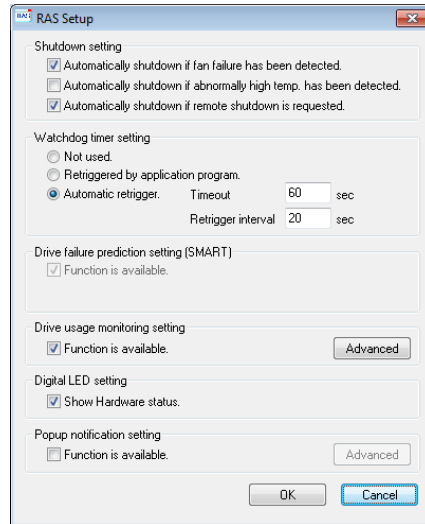 RAS Setup
Shutdown setting
Automatically shutdown if fan failure has been detected.
Automatically shutdown if abnormally high temp. has been detected.
Automatically shutdown if remote shutdown is requested.
Watchdog timer setting
Not used.
Retriggered by application program.
Automatic retrigger. Timeout 60 sec
Retrigger interval 20 sec
Drive failure prediction setting (SMART)
Function is available.
Drive usage monitoring setting
Function is available. Advanced
Digital LED setting
Show Hardware status.
Popup notification setting
Function is available. Advanced
OK Cancel